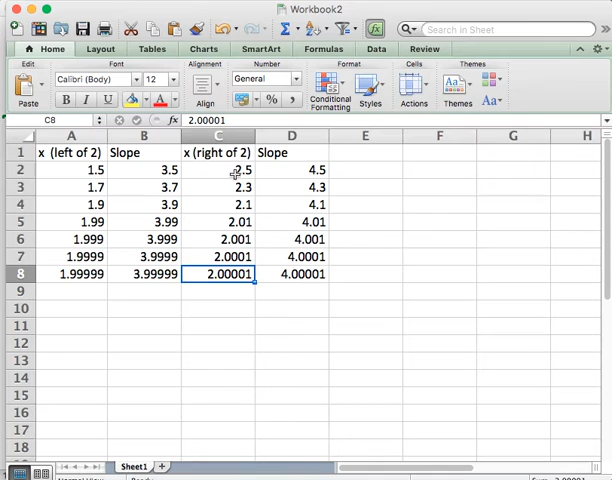 Workbook2
Search in Sheet
Home Layout Tables Charts SmartArt Formulas Data Review
Edit Font Alignment Number Format Cells Themes
Calibri (Body) 12 General
Paste B I U A Align % Conditional Formatting Styles Actions Themes Aa
C8 fx 2.00001
A B C D E F G H
1 x (left of 2) Slope x (right of 2) Slope
2 1.5 3.5 2.5 4.5
3 1.7 3.7 2.3 4.3
4 1.9 3.9 2.1 4.1
5 1.99 3.99 2.01 4.01
6 1.999 3.999 2.001 4.001
7 1.9999 3.9999 2.0001 4.0001
8 1.99999 3.99999 2.00001 4.00001
9
10
11
12
13
14
15
16
17
18
Sheet1